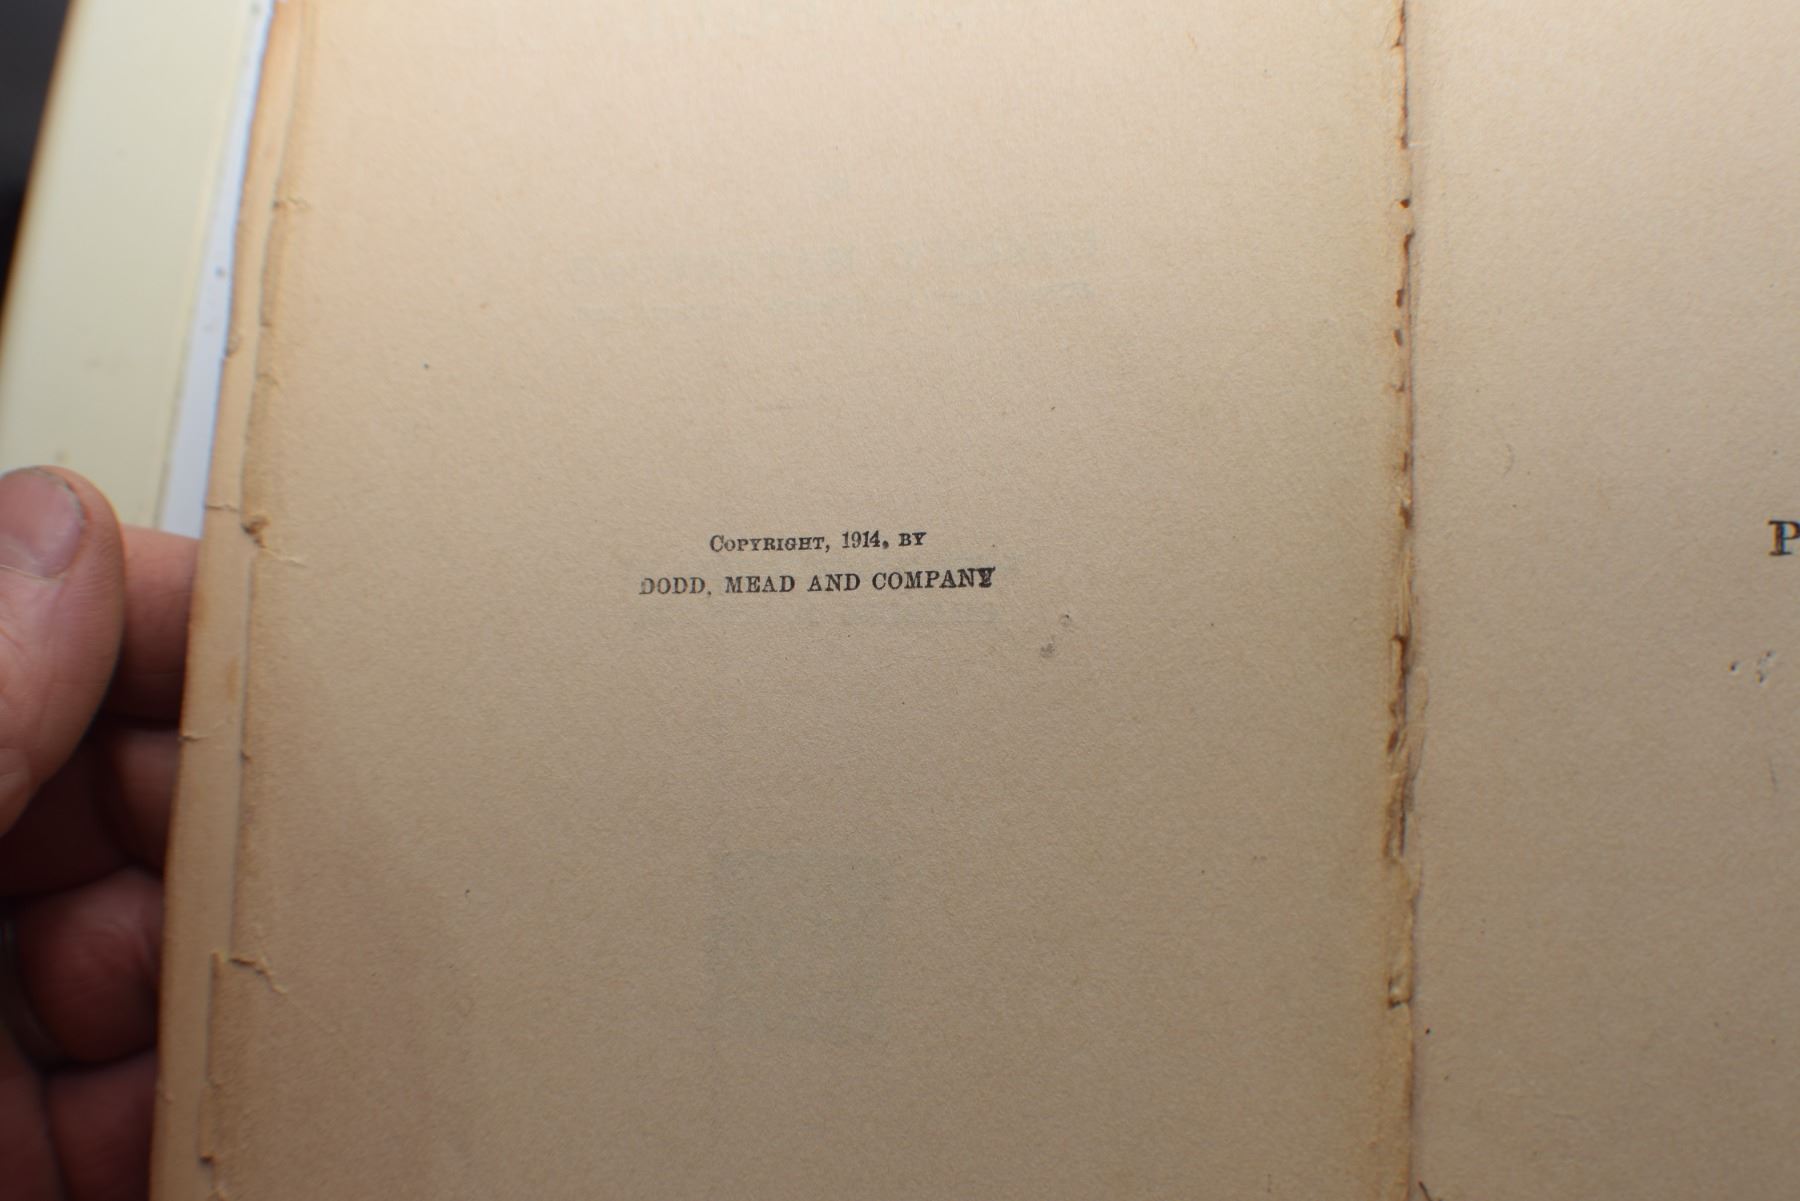 Copyright, 1914, by
DODD, MEAD AND COMPANY
P